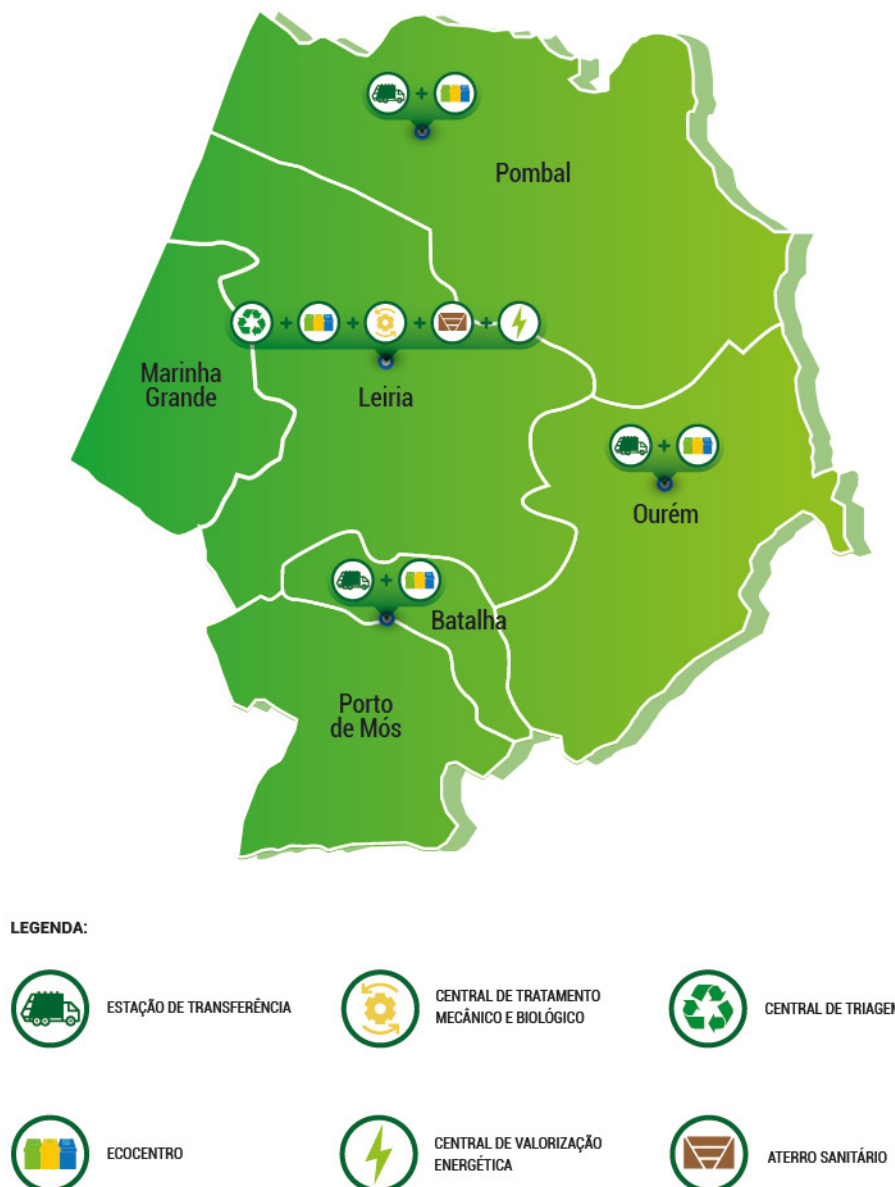 Pombal
Marinha
Grande
Leiria
Ourém
Batalha
Porto
de Mós
LEGENDA:
ESTAÇÃO DE TRANSFERÊNCIA
CENTRAL DE TRATAMENTO
MECÂNICO E BIOLÓGICO
CENTRAL DE TRIAGEM
ECOCENTRO
CENTRAL DE VALORIZAÇÃO
ENERGÉTICA
ATERRO SANITÁRIO